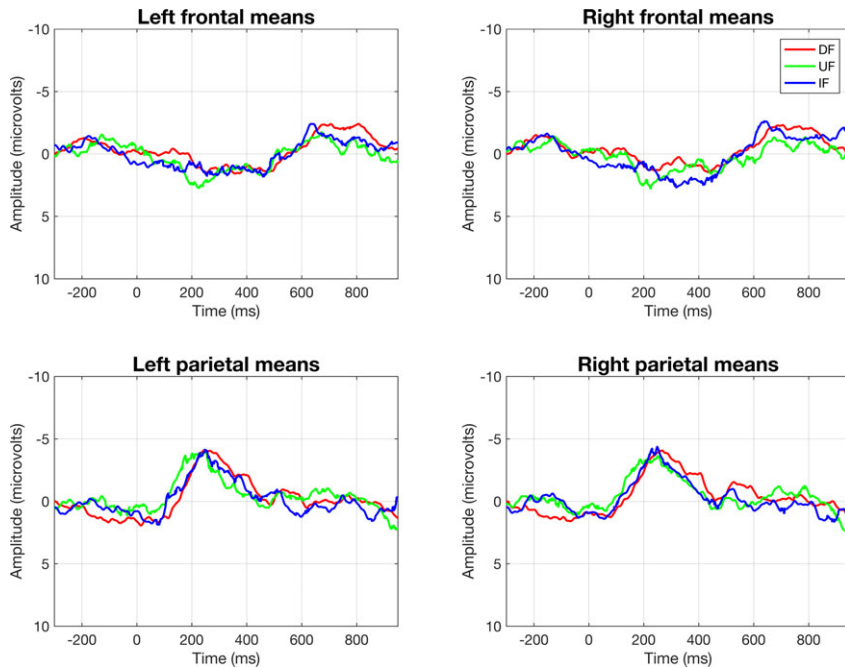 Left frontal means
-10
-5
0
5
10
Amplitude (microvolts)
-200 0 200 400 600 800
Time (ms)
Right frontal means
-10
-5
0
5
10
Amplitude (microvolts)
-200 0 200 400 600 800
Time (ms)
DF
UF
IF
Left parietal means
-10
-5
0
5
10
Amplitude (microvolts)
-200 0 200 400 600 800
Time (ms)
Right parietal means
-10
-5
0
5
10
Amplitude (microvolts)
-200 0 200 400 600 800
Time (ms)